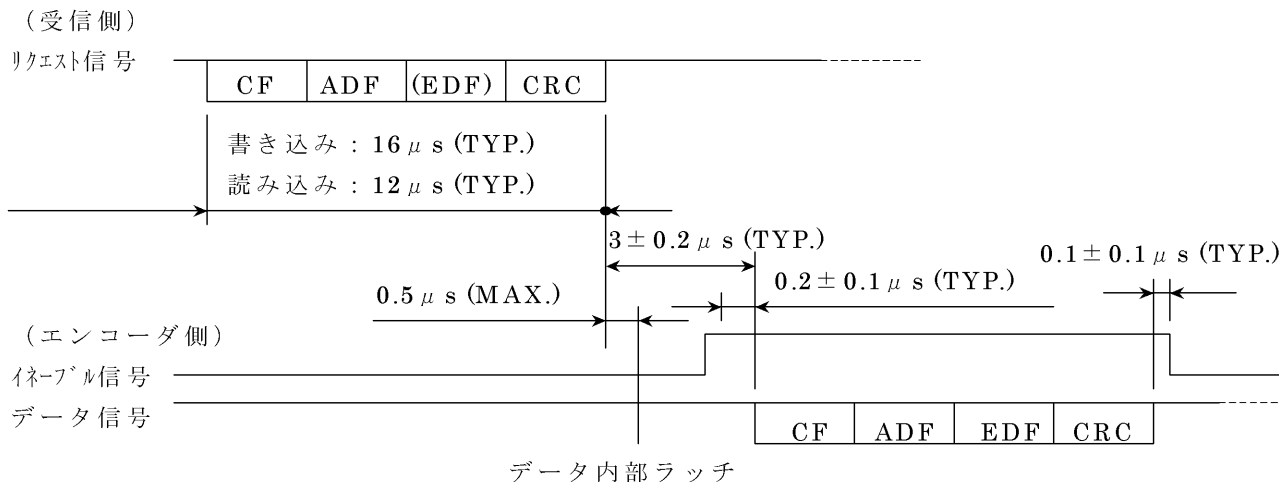 (受信側)
リクエスト信号
CF ADF (EDF) CRC
書き込み：16μs(TYP.)
読み込み：12μs(TYP.)
3±0.2μs(TYP.)
0.1±0.1μs(TYP.)
0.5μs(MAX.)
0.2±0.1μs(TYP.)
(エンコーダ側)
イネーブル信号
データ信号
CF ADF EDF CRC
データ内部ラッチ